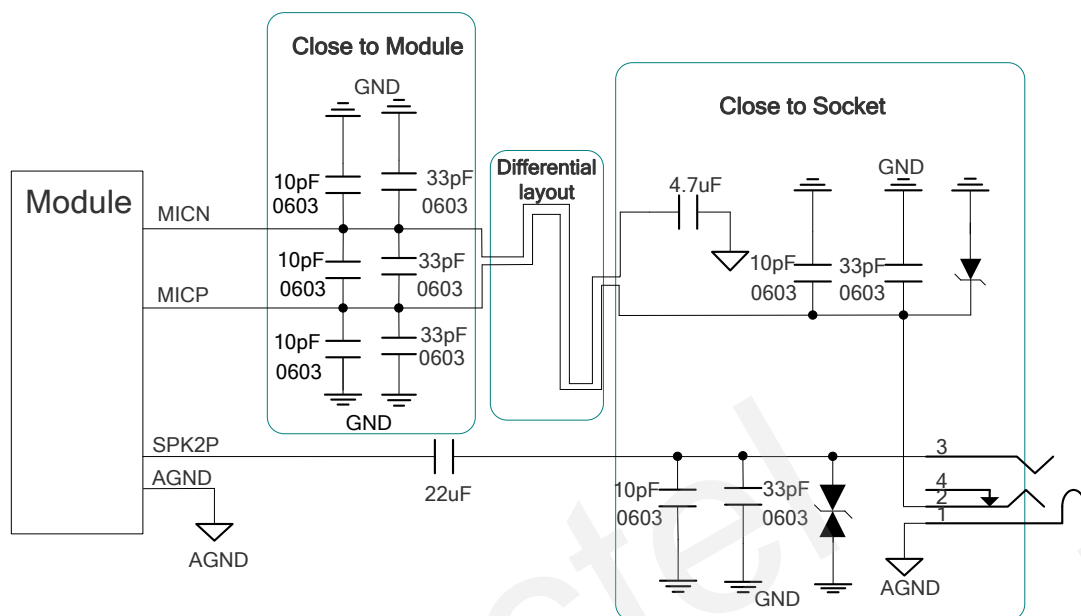 Close to Module
GND
10pF
0603
33pF
0603
Module
MICN
10pF
0603
33pF
0603
MICP
10pF
0603
33pF
0603
GND
Differential
layout
Close to Socket
4.7uF
GND
10pF
0603
33pF
0603
SPK2P
22uF
AGND
AGND
10pF
0603
33pF
0603
GND
3
4
2
1
AGND